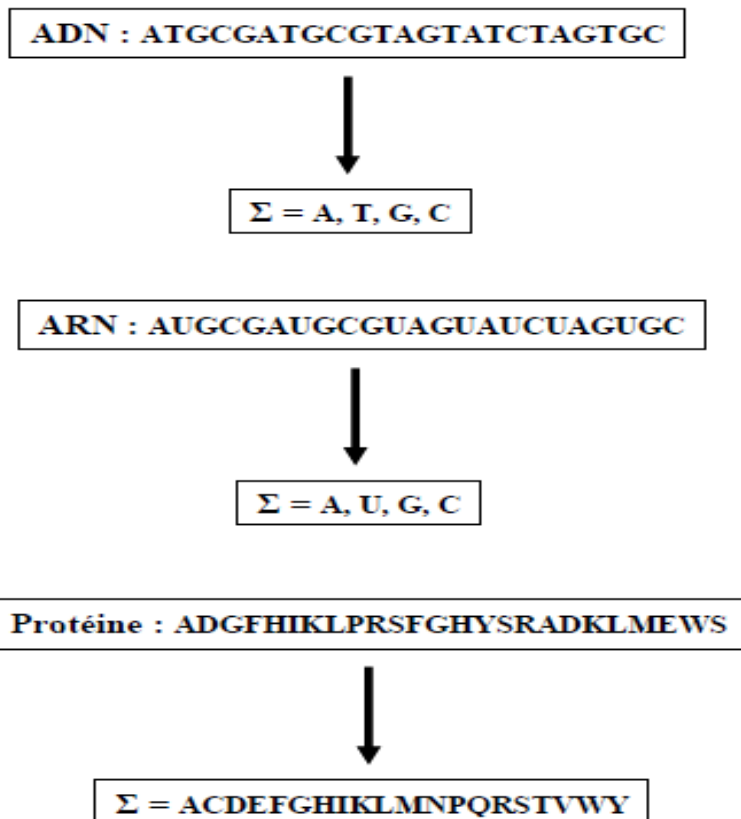 ADN : ATGCGATGCGTAGTATCTAGTGC
Σ = A, T, G, C
ARN : AUGCGAUGCGUAGUAUCUAGUGC
Σ = A, U, G, C
Protéine : ADGFHIKLPRSFGHYSRADKLMEWS
Σ = ACDEFGHIKLMNPQRSTVWY